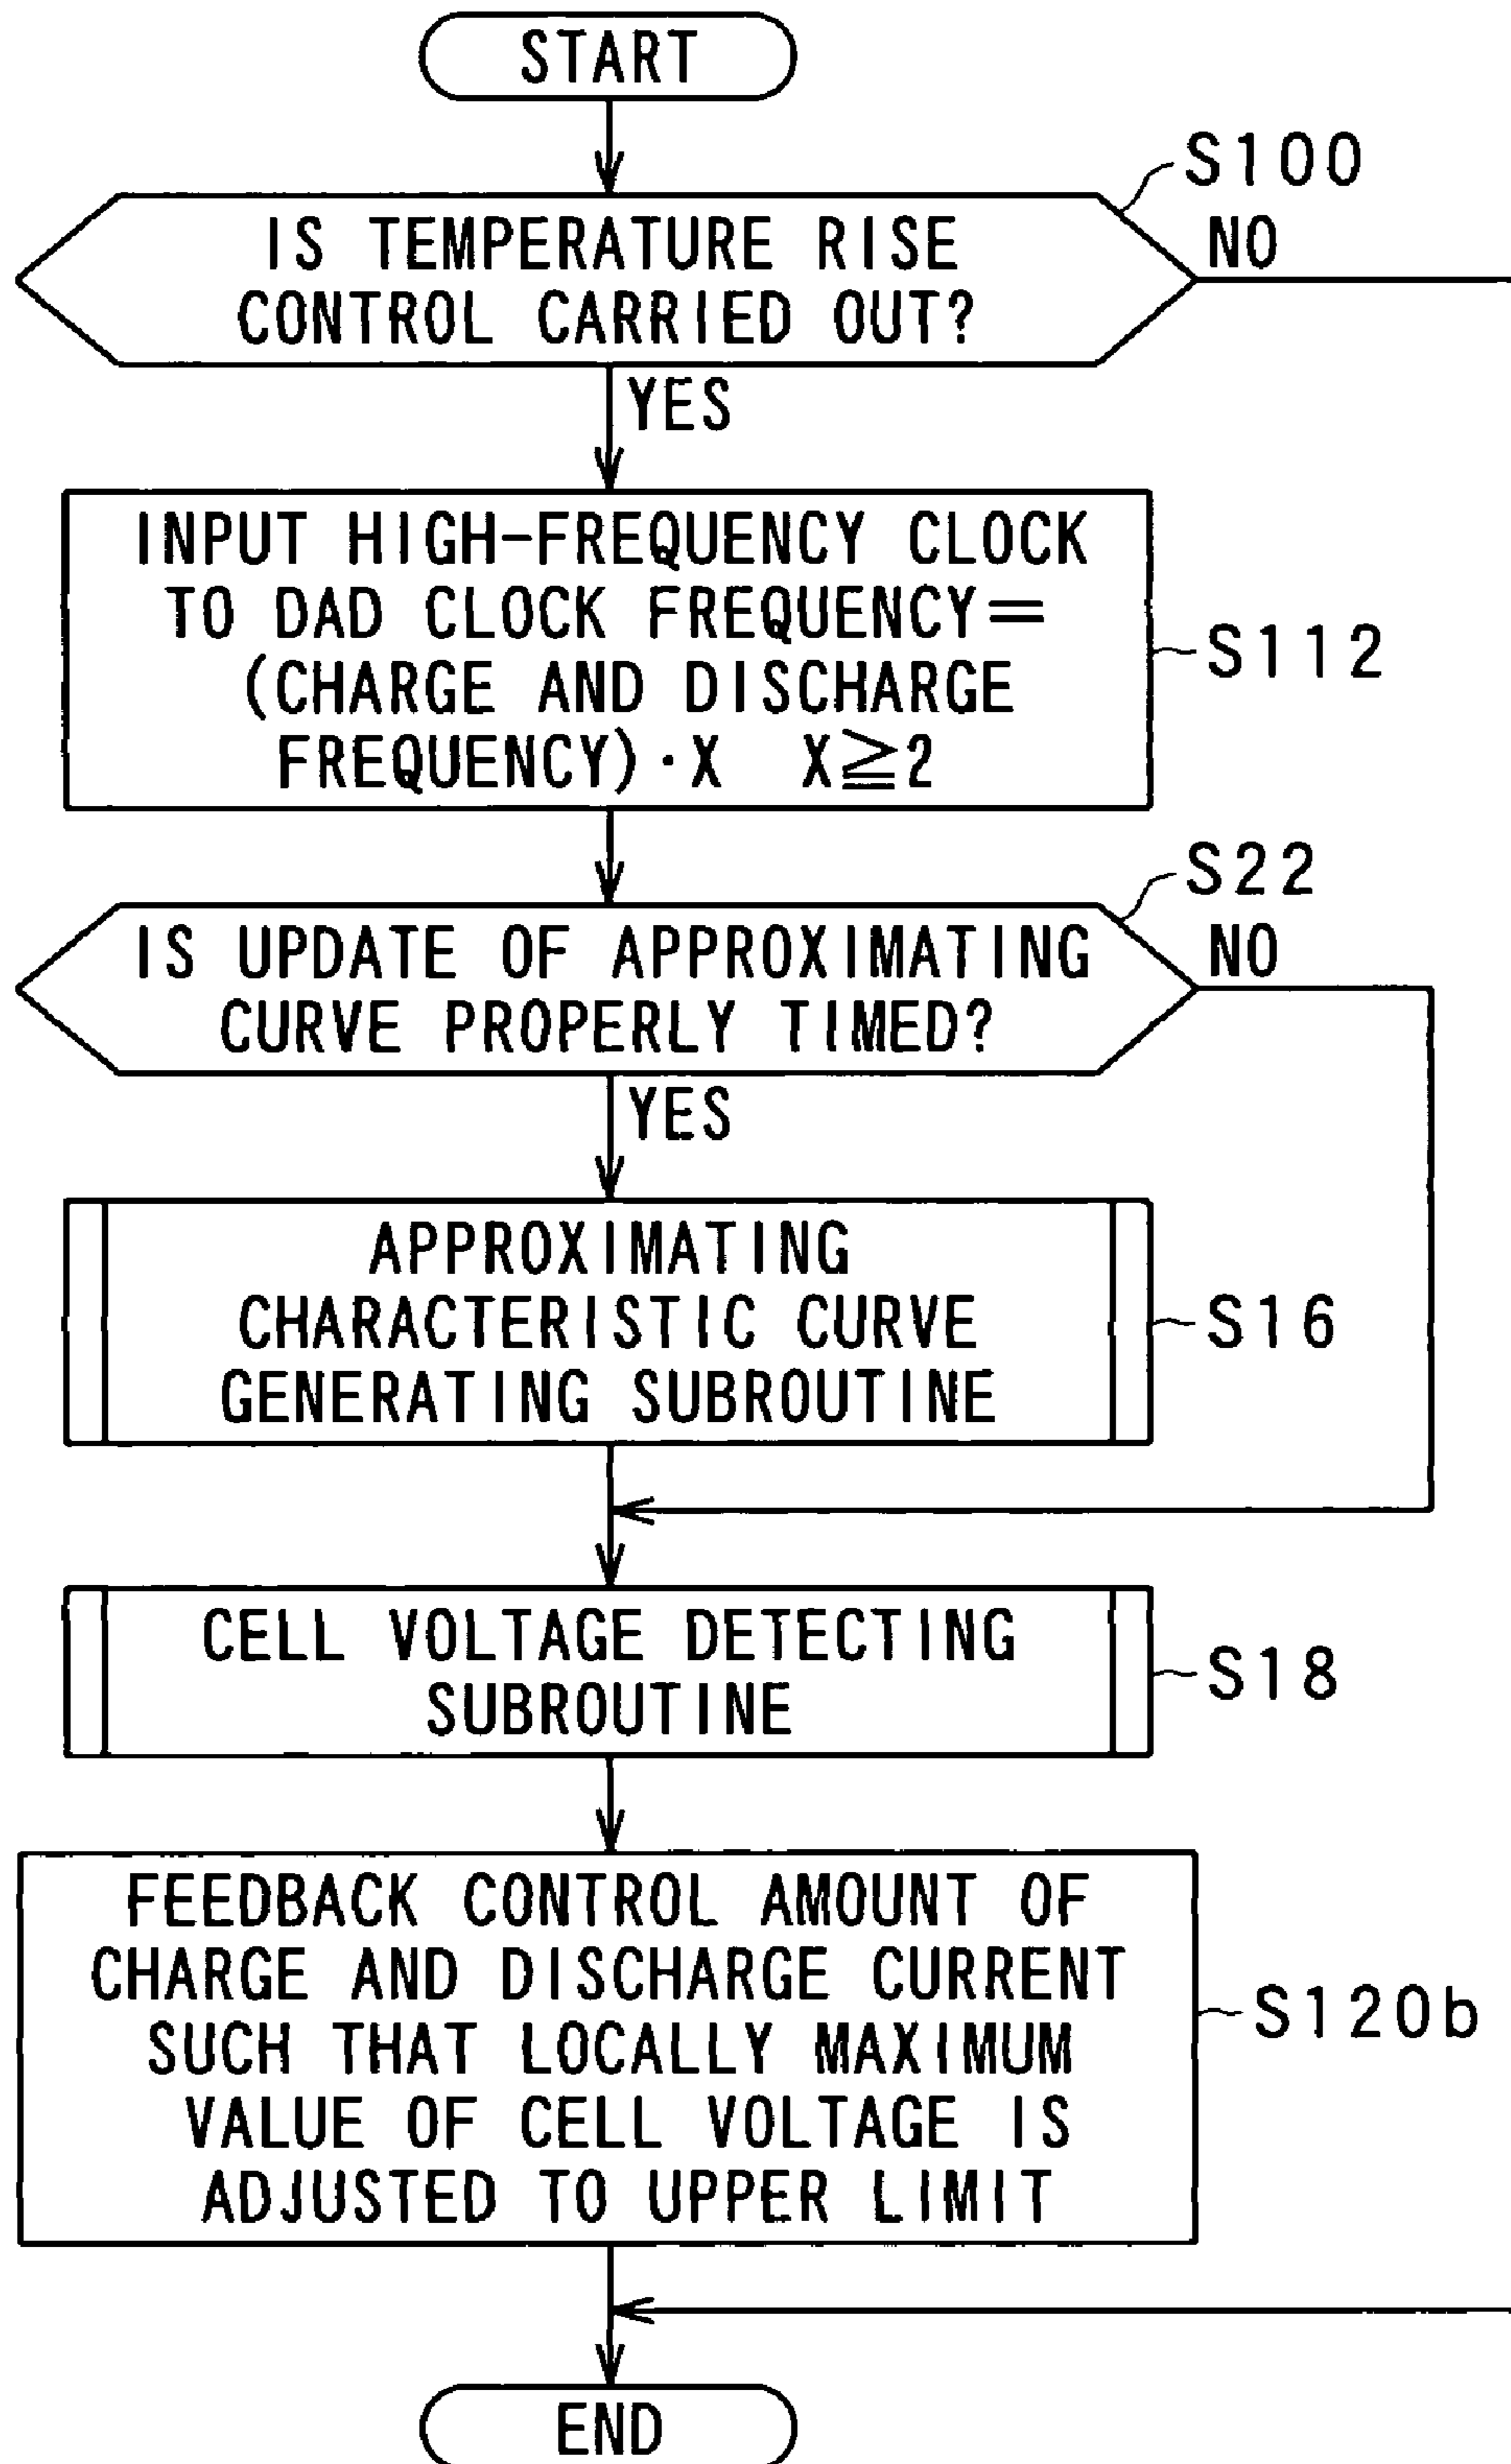 START
S100
IS TEMPERATURE RISE
CONTROL CARRIED OUT?
NO
YES
INPUT HIGH-FREQUENCY CLOCK
TO DAD CLOCK FREQUENCY=
(CHARGE AND DISCHARGE
FREQUENCY)·X X≧2
S112
S22
IS UPDATE OF APPROXIMATING
CURVE PROPERLY TIMED?
NO
YES
APPROXIMATING
CHARACTERISTIC CURVE
GENERATING SUBROUTINE
S16
CELL VOLTAGE DETECTING
SUBROUTINE
S18
FEEDBACK CONTROL AMOUNT OF
CHARGE AND DISCHARGE CURRENT
SUCH THAT LOCALLY MAXIMUM
VALUE OF CELL VOLTAGE IS
ADJUSTED TO UPPER LIMIT
S120b
END